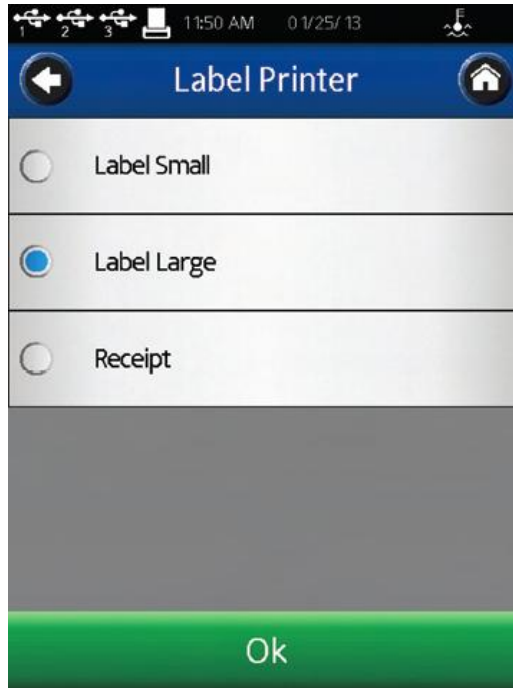 1 2 3 11:50 AM 01/25/13
Label Printer
Label Small
Label Large
Receipt
Ok